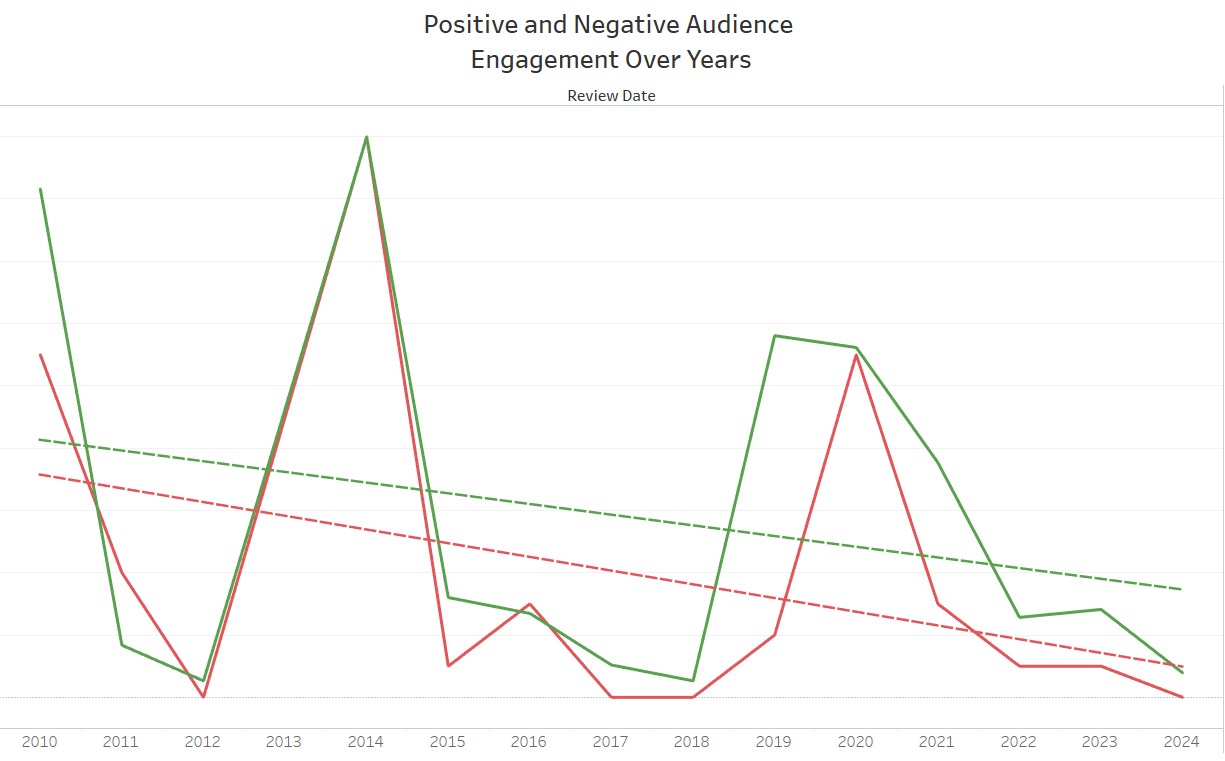 Positive and Negative Audience
Engagement Over Years
Review Date
2010 2011 2012 2013 2014 2015 2016 2017 2018 2019 2020 2021 2022 2023 2024